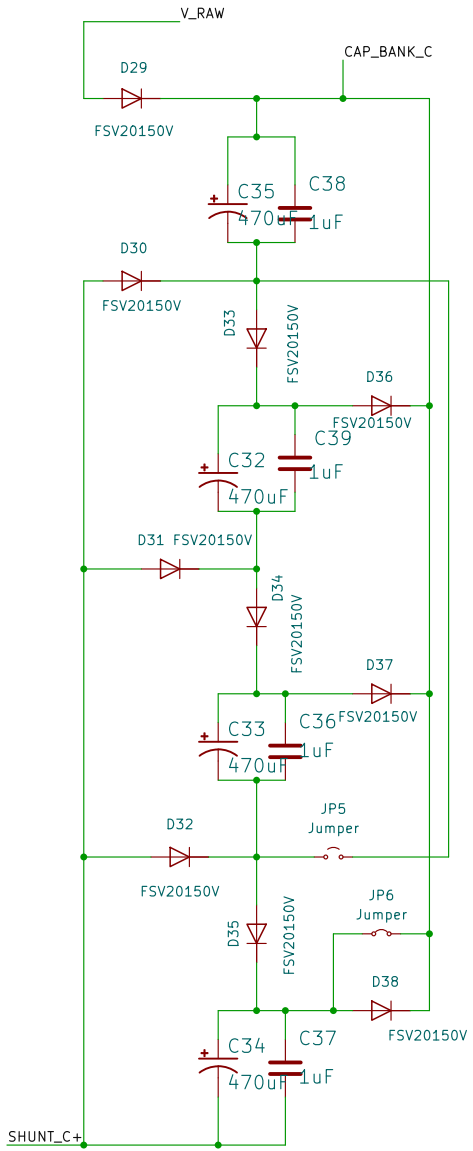 V_RAW
CAP_BANK_C
D29
FSV20150V
C35
470uF
C38
1uF
D30
FSV20150V
D33
FSV20150V
D36
FSV20150V
C32
470uF
C39
1uF
D31
FSV20150V
D34
FSV20150V
D37
FSV20150V
C33
470uF
C36
1uF
JP5
Jumper
D32
FSV20150V
JP6
Jumper
D35
FSV20150V
D38
FSV20150V
C34
470uF
C37
1uF
SHUNT_C+